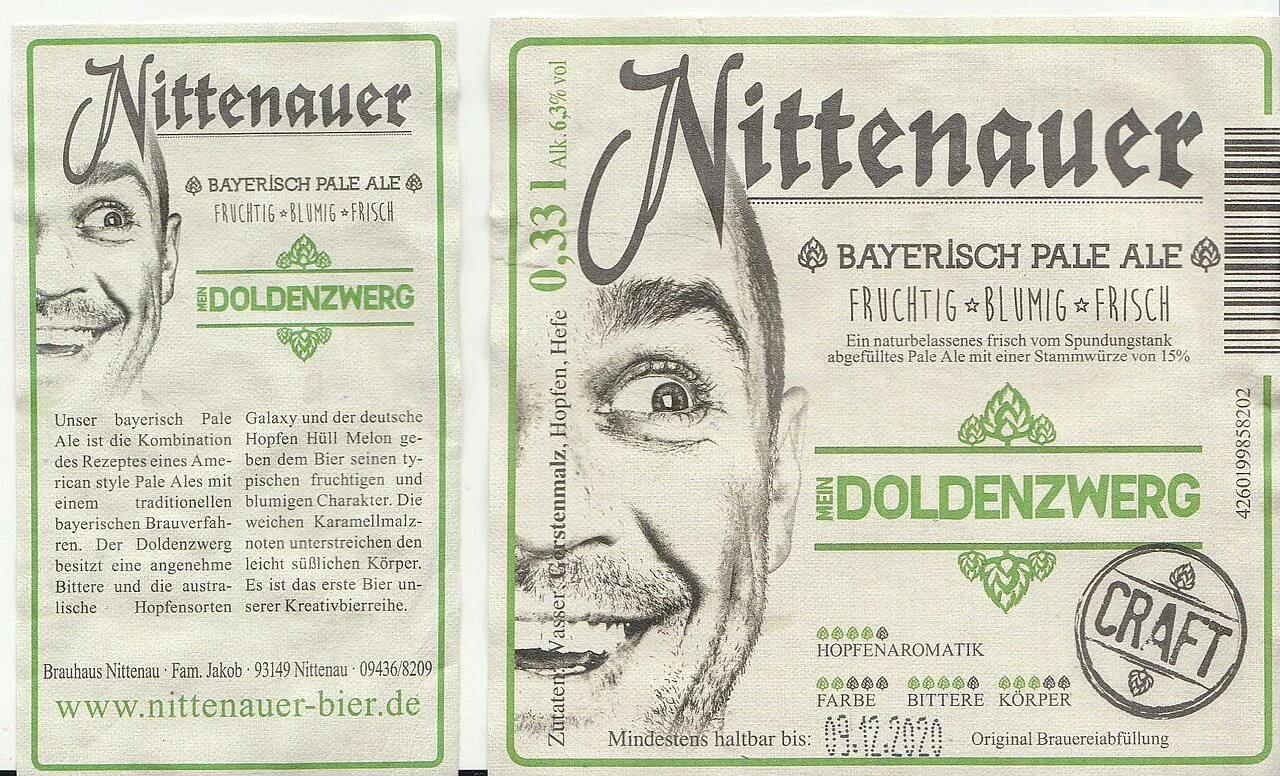 Nittenauer
BAYERISCH PALE ALE
FRUCHTIG ☆ BLUMIG ☆ FRISCH
MEIN DOLDENZWERG
Unser bayerisch Pale
Ale ist die Kombination
des Rezeptes eines Ame-
rican style Pale Ales mit
einem traditionellen
bayerischen Brauverfah-
ren. Der Doldenzwerg
besitzt eine angenehme
Bittere und die austra-
lische Hopfensorten
Galaxy und der deutsche
Hopfen Hüll Melon ge-
ben dem Bier seinen ty-
pischen fruchtigen und
blumigen Charakter. Die
weichen Karamellmalz-
noten unterstreichen den
leicht süßlichen Körper.
Es ist das erste Bier un-
serer Kreativbierreihe.
Brauhaus Nittenau · Fam. Jakob · 93149 Nittenau · 09436/8209
www.nittenauer-bier.de
Zutaten: Wasser, Gerstenmalz, Hopfen, Hefe
0,33 l Alk. 6,3% vol
Nittenauer
BAYERISCH PALE ALE
FRUCHTIG ☆ BLUMIG ☆ FRISCH
Ein naturbelassenes frisch vom Spundungstank
abgefülltes Pale Ale mit einer Stammwürze von 15%
MEIN DOLDENZWERG
CRAFT
HOPFENAROMATIK
FARBE BITTERE KÖRPER
Mindestens haltbar bis: 09.12.2020 Original Brauereiabfüllung
4260199858202